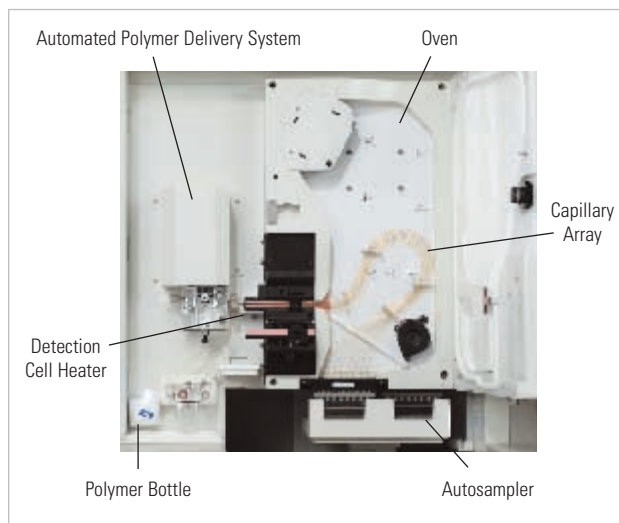 Automated Polymer Delivery System
Oven
Capillary
Array
Detection
Cell Heater
Polymer Bottle
Autosampler